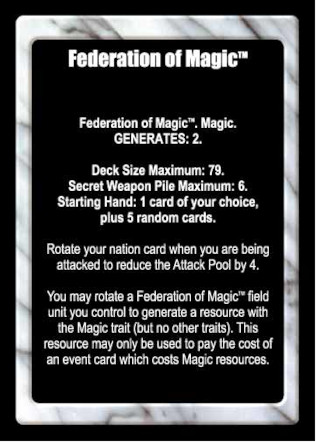 Federation of Magic™
Federation of Magic™. Magic.
GENERATES: 2.
Deck Size Maximum: 79.
Secret Weapon Pile Maximum: 6.
Starting Hand: 1 card of your choice,
plus 5 random cards.
Rotate your nation card when you are being
attacked to reduce the Attack Pool by 4.
You may rotate a Federation of Magic™ field
unit you control to generate a resource with
the Magic trait (but no other traits). This
resource may only be used to pay the cost of
an event card which costs Magic resources.